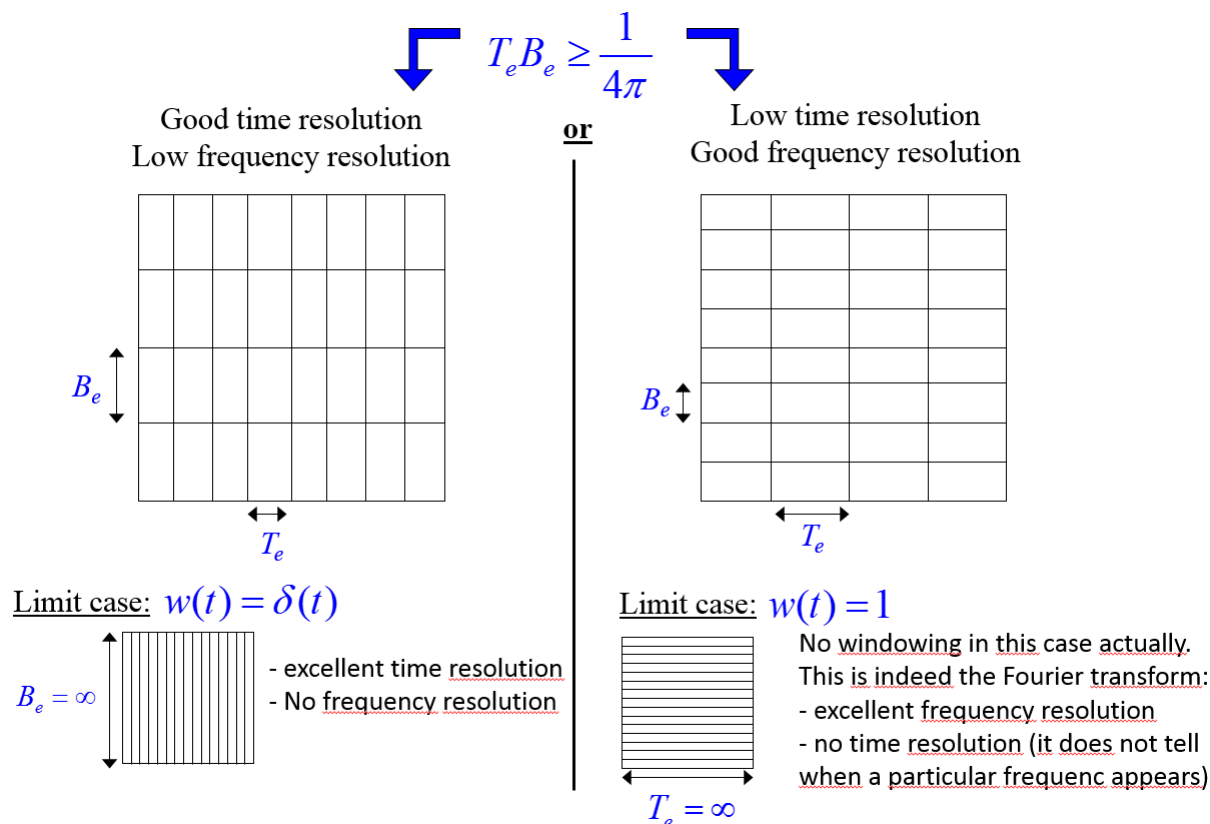 T_e B_e ≥ 1/4π
Good time resolution
Low frequency resolution
or
Low time resolution
Good frequency resolution
B_e
T_e
B_e
T_e
Limit case: w(t) = δ(t)
B_e = ∞
- excellent time resolution
- No frequency resolution
Limit case: w(t) = 1
T_e = ∞
No windowing in this case actually.
This is indeed the Fourier transform:
- excellent frequency resolution
- no time resolution (it does not tell
when a particular frequenc appears)